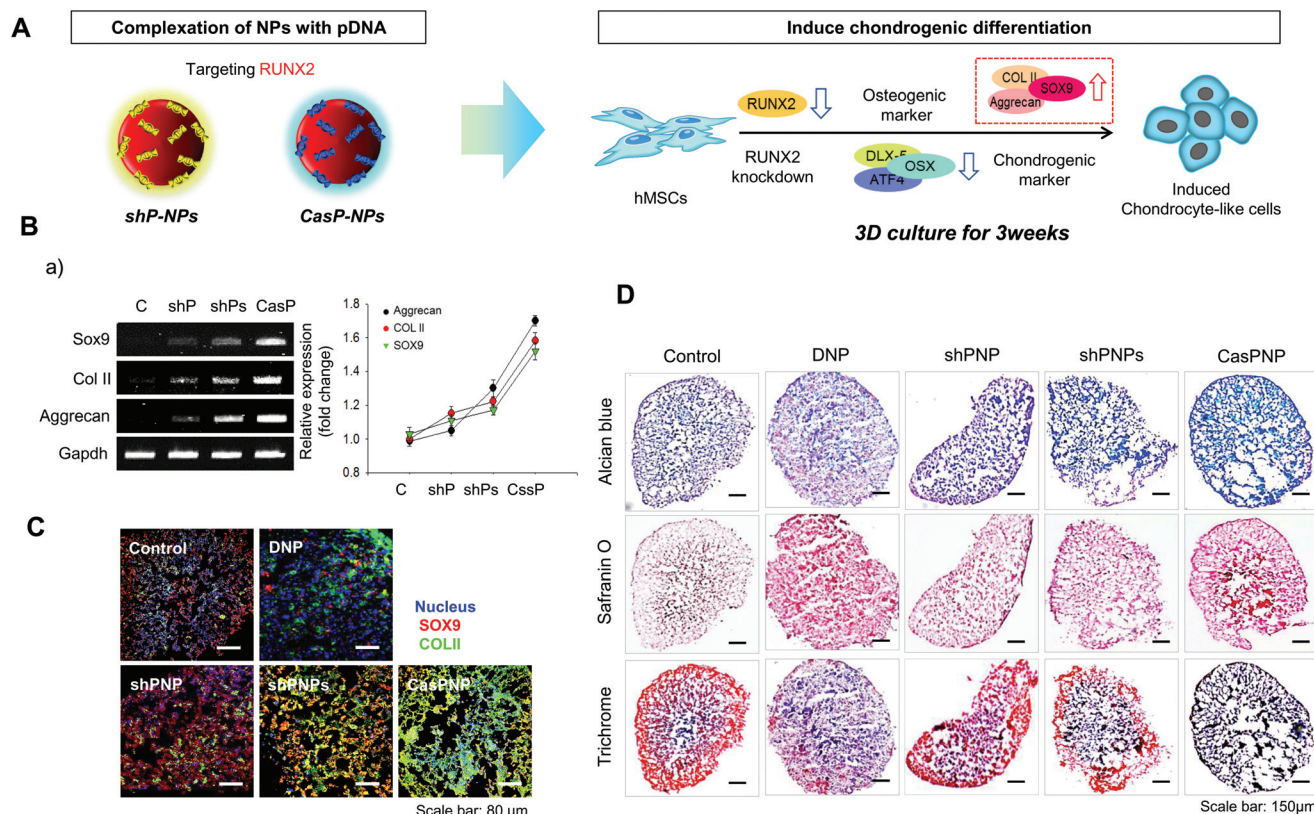 A
Complexation of NPs with pDNA
Targeting RUNX2
shP-NPs
CasP-NPs
Induce chondrogenic differentiation
hMSCs
RUNX2
RUNX2
knockdown
Osteogenic
marker
DLX-5
OSX
ATF4
COL II
SOX9
Aggrecan
Chondrogenic
marker
Induced
Chondrocyte-like cells
3D culture for 3weeks
B
a)
C shP shPs CasP
Sox9
Col II
Aggrecan
Gapdh
Relative expression
(fold change)
1.8
1.6
1.4
1.2
1.0
0.8
Aggrecan
COL II
SOX9
C shP shPs CssP
C
Control
DNP
Nucleus
SOX9
COLII
shPNP
shPNPs
CasPNP
Scale bar: 80 μm
D
Control DNP shPNP shPNPs CasPNP
Alcian blue
Safranin O
Trichrome
Scale bar: 150μm